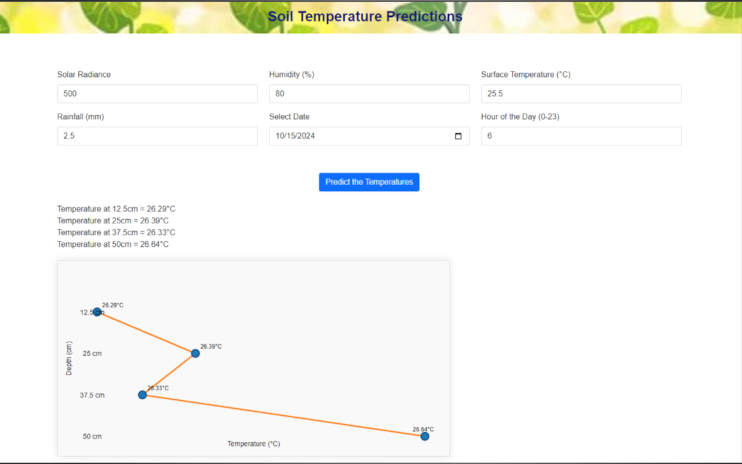 Soil Temperature Predictions
Solar Radiance Humidity (%) Surface Temperature (°C)
500 80 25.5
Rainfall (mm) Select Date Hour of the Day (0-23)
2.5 10/15/2024 6
Predict the Temperatures
Temperature at 12.5cm = 26.29°C
Temperature at 25cm = 26.39°C
Temperature at 37.5cm = 26.33°C
Temperature at 50cm = 26.64°C
26.29°C
12.5 cm
26.39°C
25 cm
Depth (cm)
26.33°C
37.5 cm
26.64°C
50 cm
Temperature (°C)